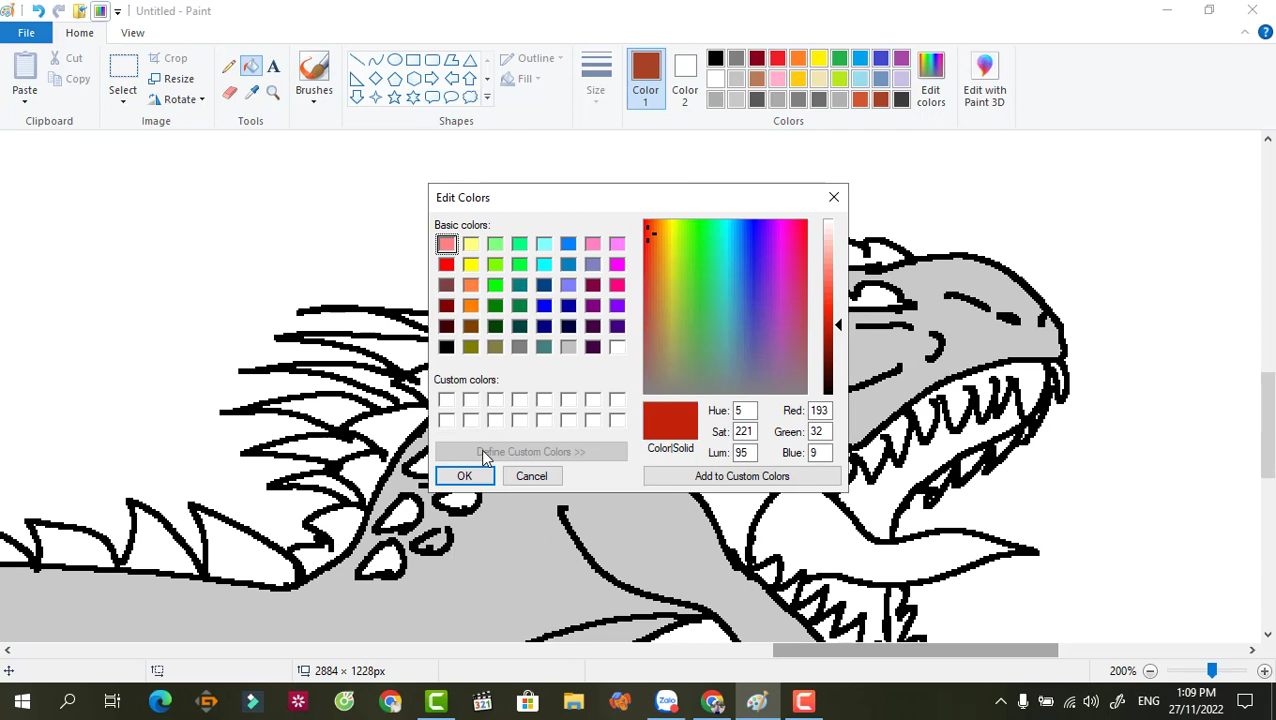 Untitled - Paint
File
Home
View
Paste
Cut
Copy
Clipboard
Select
Crop
Resize
Rotate
Image
A
Tools
Brushes
Outline
Fill
Shapes
Size
Color
1
Color
2
Colors
Edit
colors
Edit with
Paint 3D
Edit Colors
Basic colors:
Custom colors:
Define Custom Colors >>
OK
Cancel
Color|Solid
Hue: 5
Sat: 221
Lum: 95
Red: 193
Green: 32
Blue: 9
Add to Custom Colors
2884 × 1228px
200%
321
Zalo
ENG
1:09 PM
27/11/2022